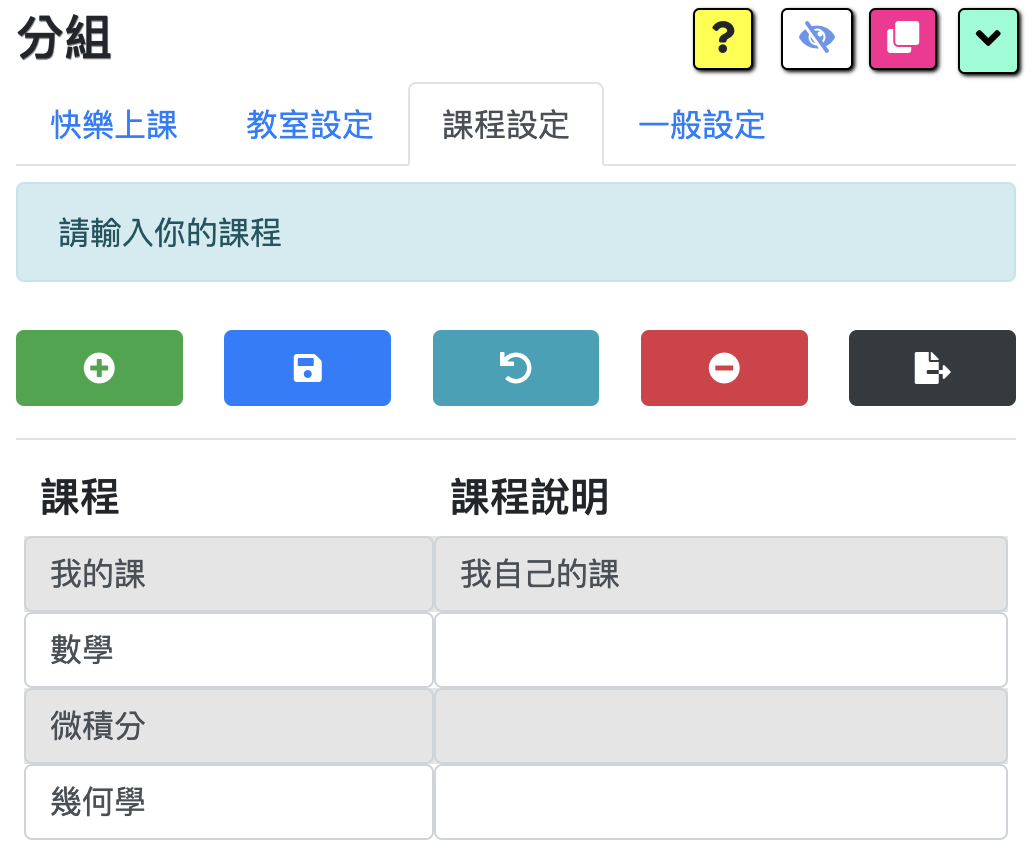 分組
?
快樂上課 教室設定 課程設定 一般設定
請輸入你的課程
課程 課程說明
我的課 我自己的課
數學
微積分
幾何學